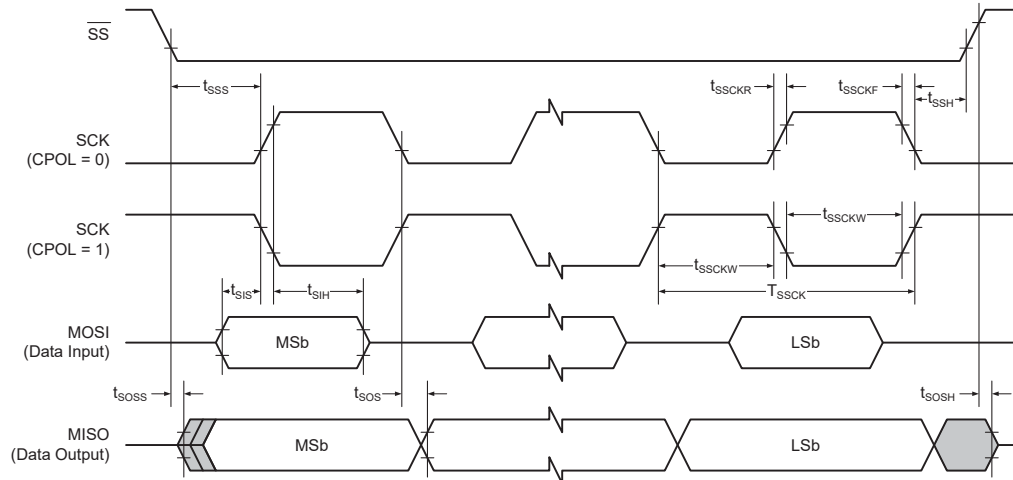 SS
tSSS
tSSCKR
tSSCKF
tSSH
SCK
(CPOL = 0)
SCK
(CPOL = 1)
tSSCKW
tSSCKW
TSSCK
tSIS
tSIH
MOSI
(Data Input)
MSb
LSb
tSOSS
tSOS
tSOSH
MISO
(Data Output)
MSb
LSb